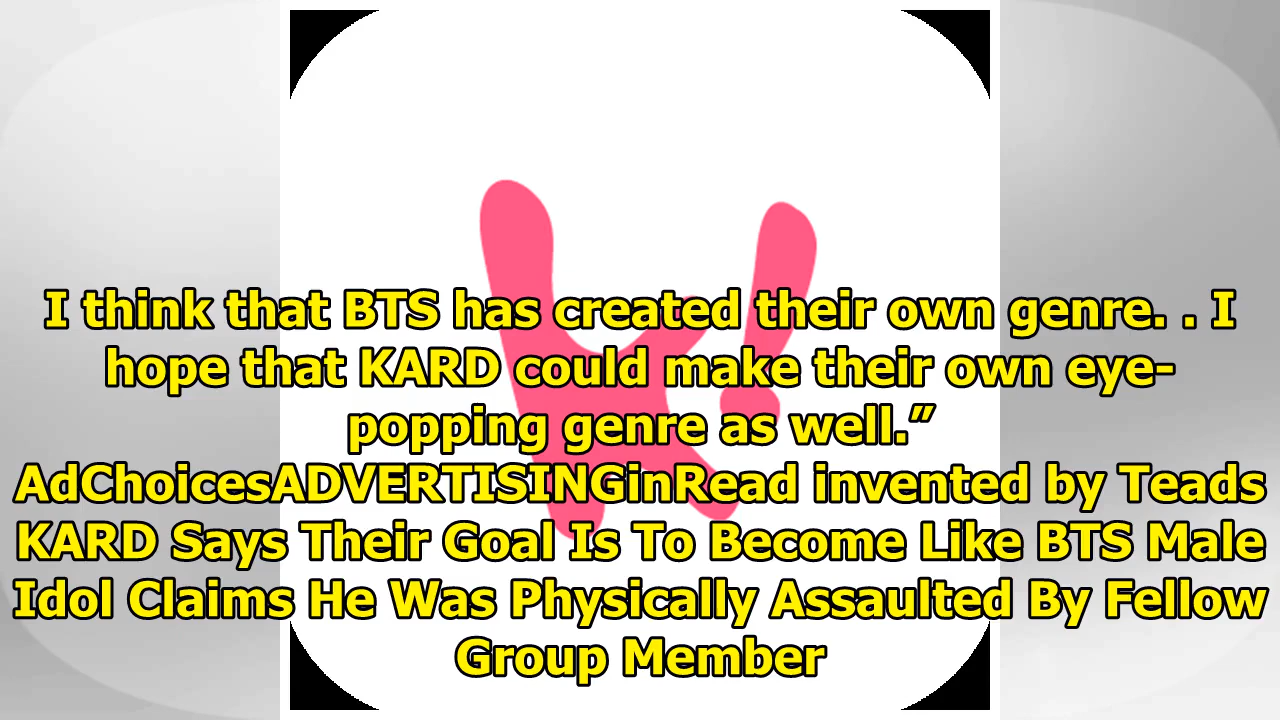 I think that BTS has created their own genre. . I
hope that KARD could make their own eye-
popping genre as well.”
AdChoicesADVERTISINGinRead invented by Teads
KARD Says Their Goal Is To Become Like BTS Male
Idol Claims He Was Physically Assaulted By Fellow
Group Member